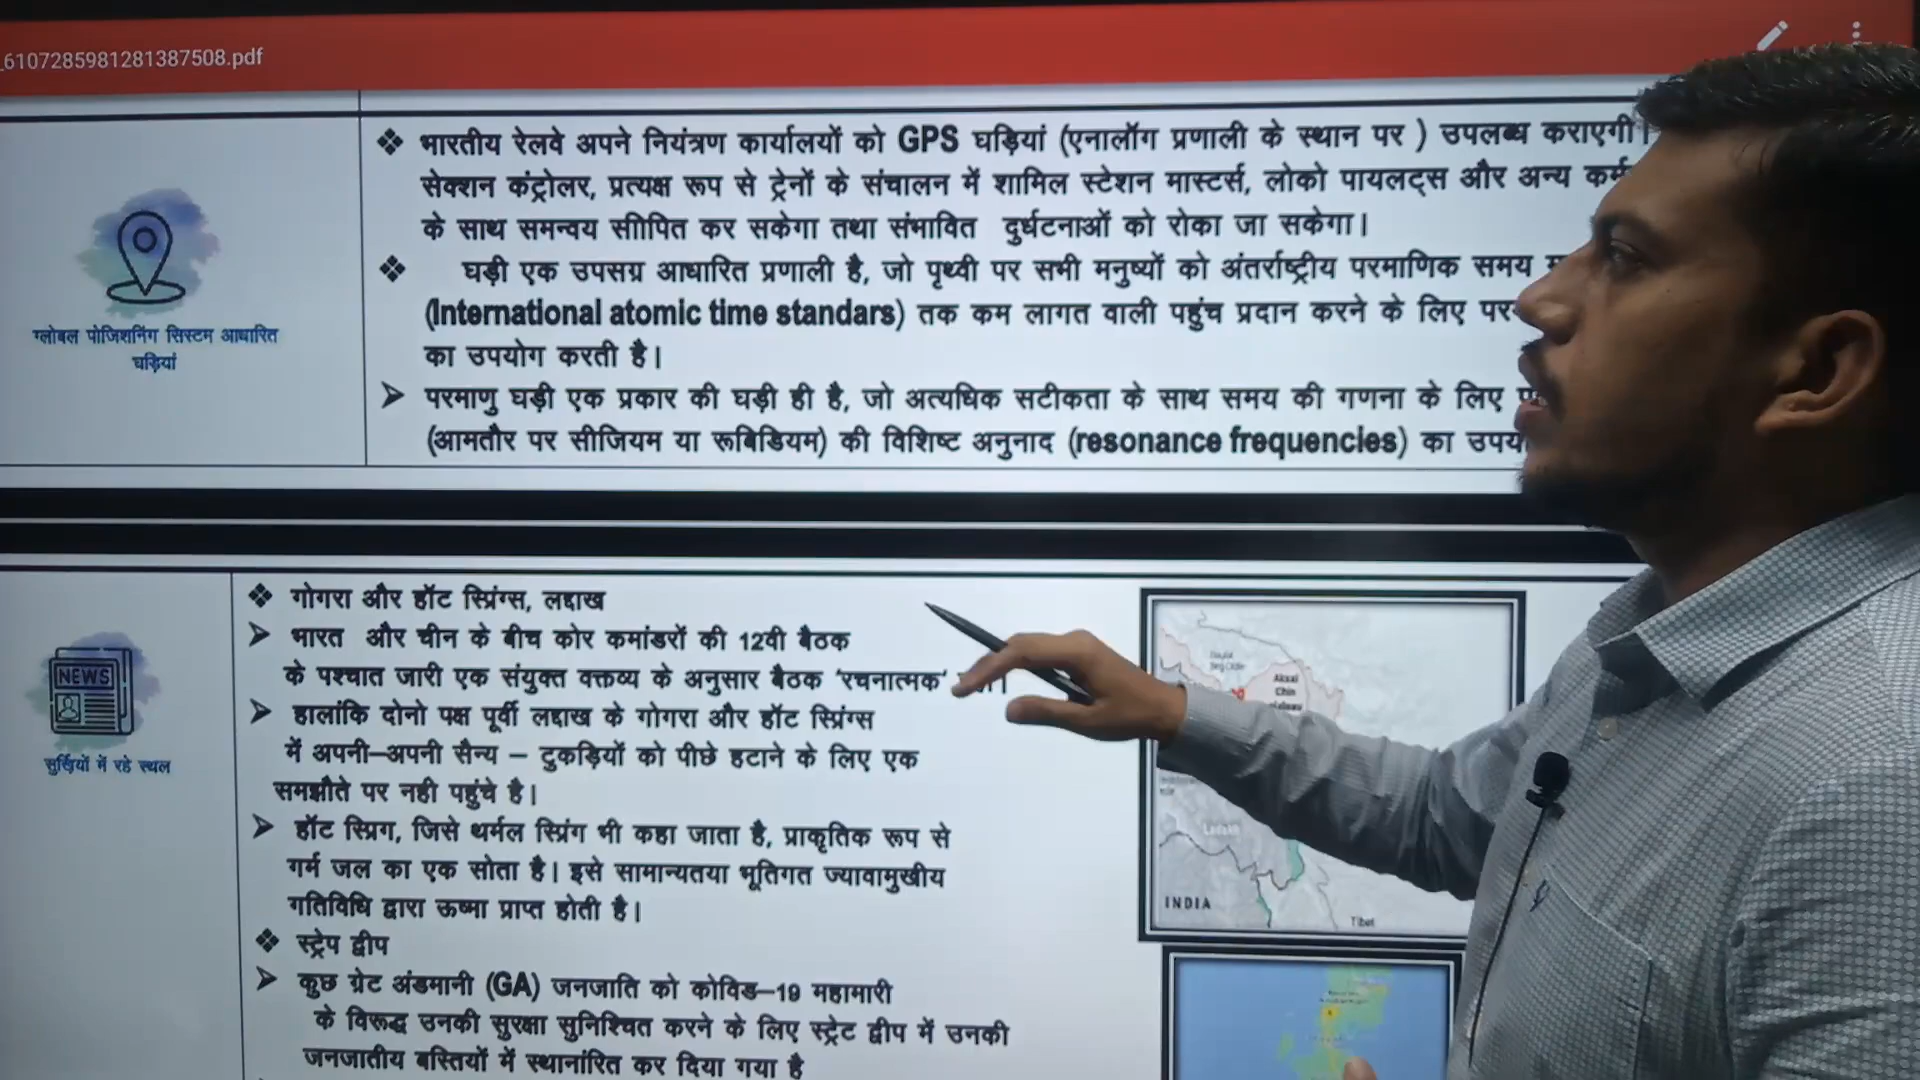 _6107285981281387508.pdf
❖ भारतीय रेलवे अपने नियंत्रण कार्यालयों को GPS घड़ियां (एनालॉग प्रणाली के स्थान पर ) उपलब्ध कराएगी।
सेक्शन कंट्रोलर, प्रत्यक्ष रूप से ट्रेनों के संचालन में शामिल स्टेशन मास्टर्स, लोको पायलट्स और अन्य
के साथ समन्वय सीपित कर सकेगा तथा संभावित दुर्घटनाओं को रोका जा सकेगा।
❖ घड़ी एक उपसग्र आधारित प्रणाली है, जो पृथ्वी पर सभी मनुष्यों को अंतर्राष्ट्रीय परमाणिक समय
(International atomic time standars) तक कम लागत वाली पहुंच प्रदान करने के लिए
का उपयोग करती है।
➤ परमाणु घड़ी एक प्रकार की घड़ी ही है, जो अत्यधिक सटीकता के साथ समय की गणना के लिए
(आमतौर पर सीजियम या रूबिडियम) की विशिष्ट अनुनाद (resonance frequencies) का
ग्लोबल पोजिशनिंग सिस्टम आधारित
घड़ियां
NEWS
सुर्ख़ियों में रहे स्थल
❖ गोगरा और हॉट स्प्रिंग्स, लद्दाख
➤ भारत और चीन के बीच कोर कमांडरों की 12वी बैठक
के पश्चात जारी एक संयुक्त वक्तव्य के अनुसार बैठक ‘रचनात्मक’
➤ हालांकि दोनो पक्ष पूर्वी लद्दाख के गोगरा और हॉट स्प्रिंग्स
में अपनी–अपनी सैन्य – टुकड़ियों को पीछे हटाने के लिए एक
समझौते पर नही पहुंचे है।
➤ हॉट स्प्रिग, जिसे थर्मल स्प्रिंग भी कहा जाता है, प्राकृतिक रूप से
गर्म जल का एक सोता है। इसे सामान्यतया भूतिगत ज्यावामुखीय
गतिविधि द्वारा ऊष्मा प्राप्त होती है।
❖ स्ट्रेप द्वीप
➤ कुछ ग्रेट अंडमानी (GA) जनजाति को कोविड–19 महामारी
के विरूद्ध उनकी सुरक्षा सुनिश्चित करने के लिए स्ट्रेट द्वीप में उनकी
जनजातीय बस्तियों में स्थानांरित कर दिया गया है
Aksai
Chin
Ladakh
INDIA
Tibet